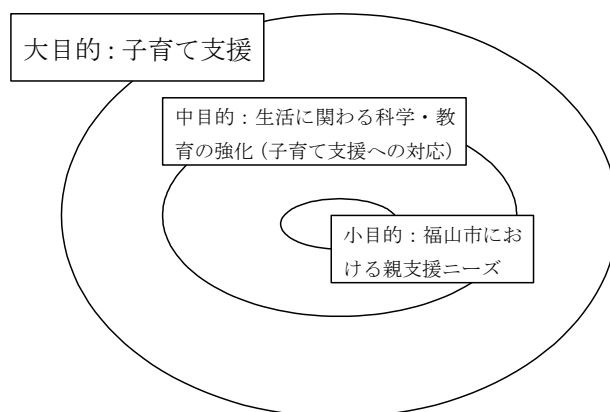 大目的：子育て支援
中目的：生活に関わる科学・教
育の強化（子育て支援への対応）
小目的：福山市にお
ける親支援ニーズ